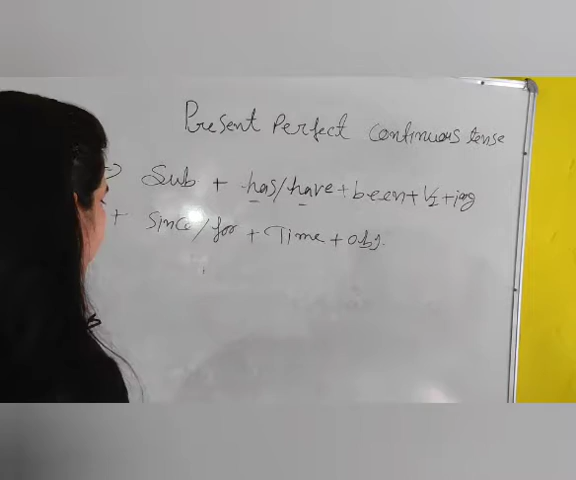 Present Perfect continuous tense
⇒ Sub + has/have + been + V1 + ing
+ Since/for + Time + obj.